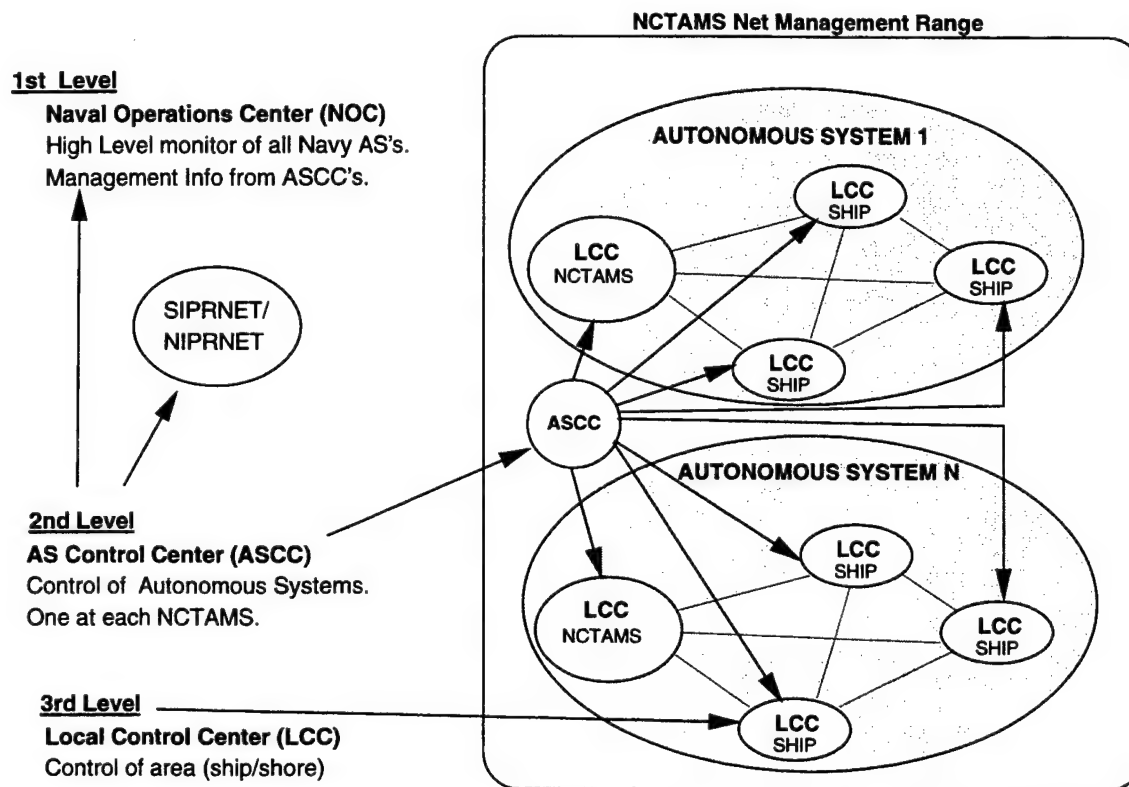 NCTAMS Net Management Range
1st Level
Naval Operations Center (NOC)
High Level monitor of all Navy AS's.
Management Info from ASCC's.
SIPRNET/
NIPRNET
2nd Level
AS Control Center (ASCC)
Control of Autonomous Systems.
One at each NCTAMS.
3rd Level
Local Control Center (LCC)
Control of area (ship/shore)
AUTONOMOUS SYSTEM 1
LCC
SHIP
LCC
NCTAMS
LCC
SHIP
LCC
SHIP
ASCC
AUTONOMOUS SYSTEM N
LCC
SHIP
LCC
NCTAMS
LCC
SHIP
LCC
SHIP